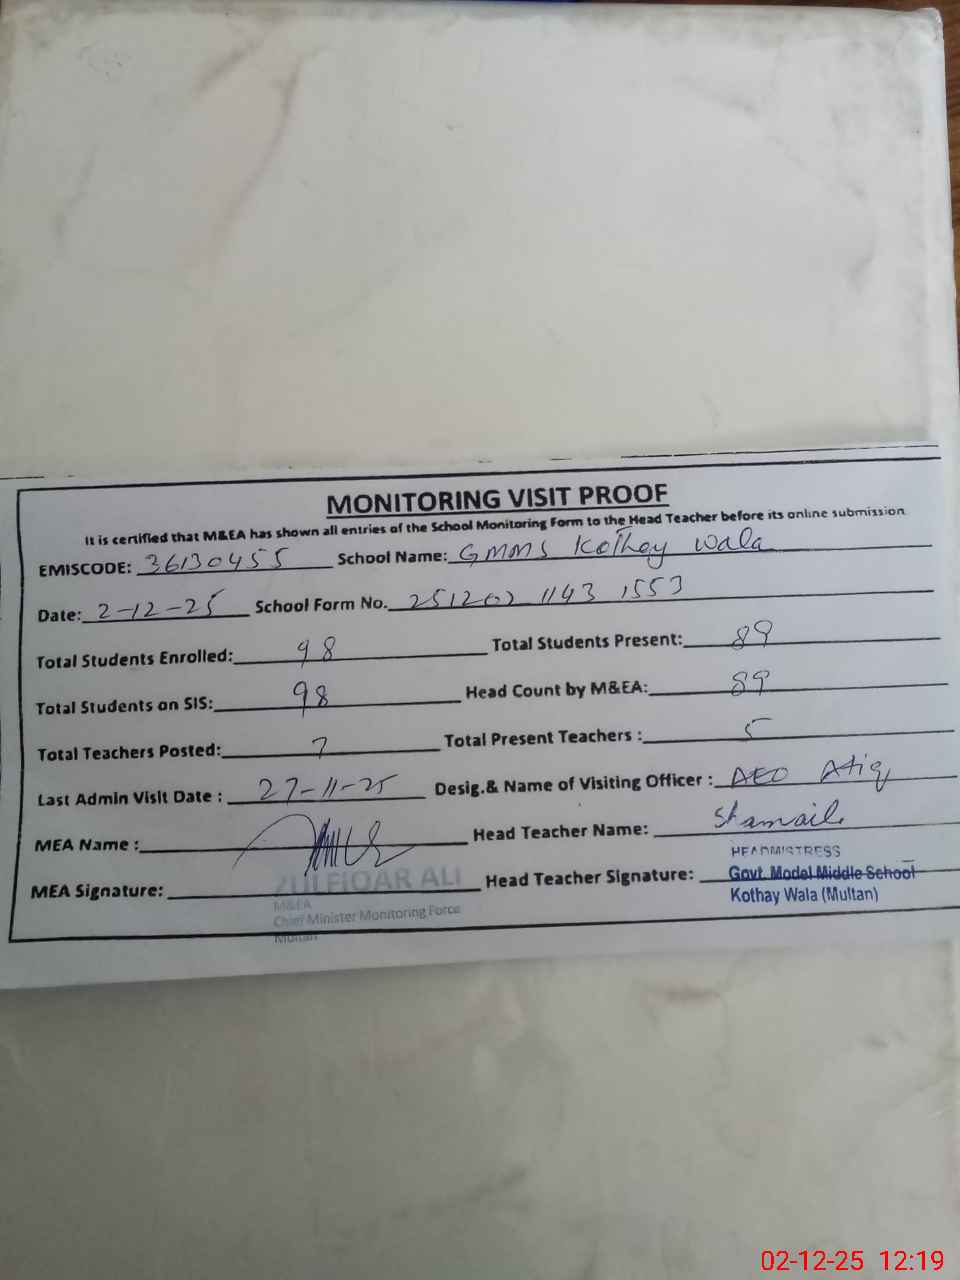 MONITORING VISIT PROOF
It is certified that M&EA has shown all entries of the School Monitoring Form to the Head Teacher before its online submission.
EMISCODE: 36130455 School Name: GMMS Kothey wala
Date: 2-12-25 School Form No. 251202 1143 1553
Total Students Enrolled: 98 Total Students Present: 89
Total Students on SIS: 98 Head Count by M&EA: 89
Total Teachers Posted: 7 Total Present Teachers : 5
Last Admin Visit Date : 27-11-25 Desig.& Name of Visiting Officer : AEO Atiq
MEA Name : Head Teacher Name: Shamaila
MEA Signature: ZULFIQAR ALI Head Teacher Signature: HEADMISTRESS
M&EA Govt. Model Middle School
Chief Minister Monitoring Force Kothay Wala (Multan)
Multan
02-12-25 12:19